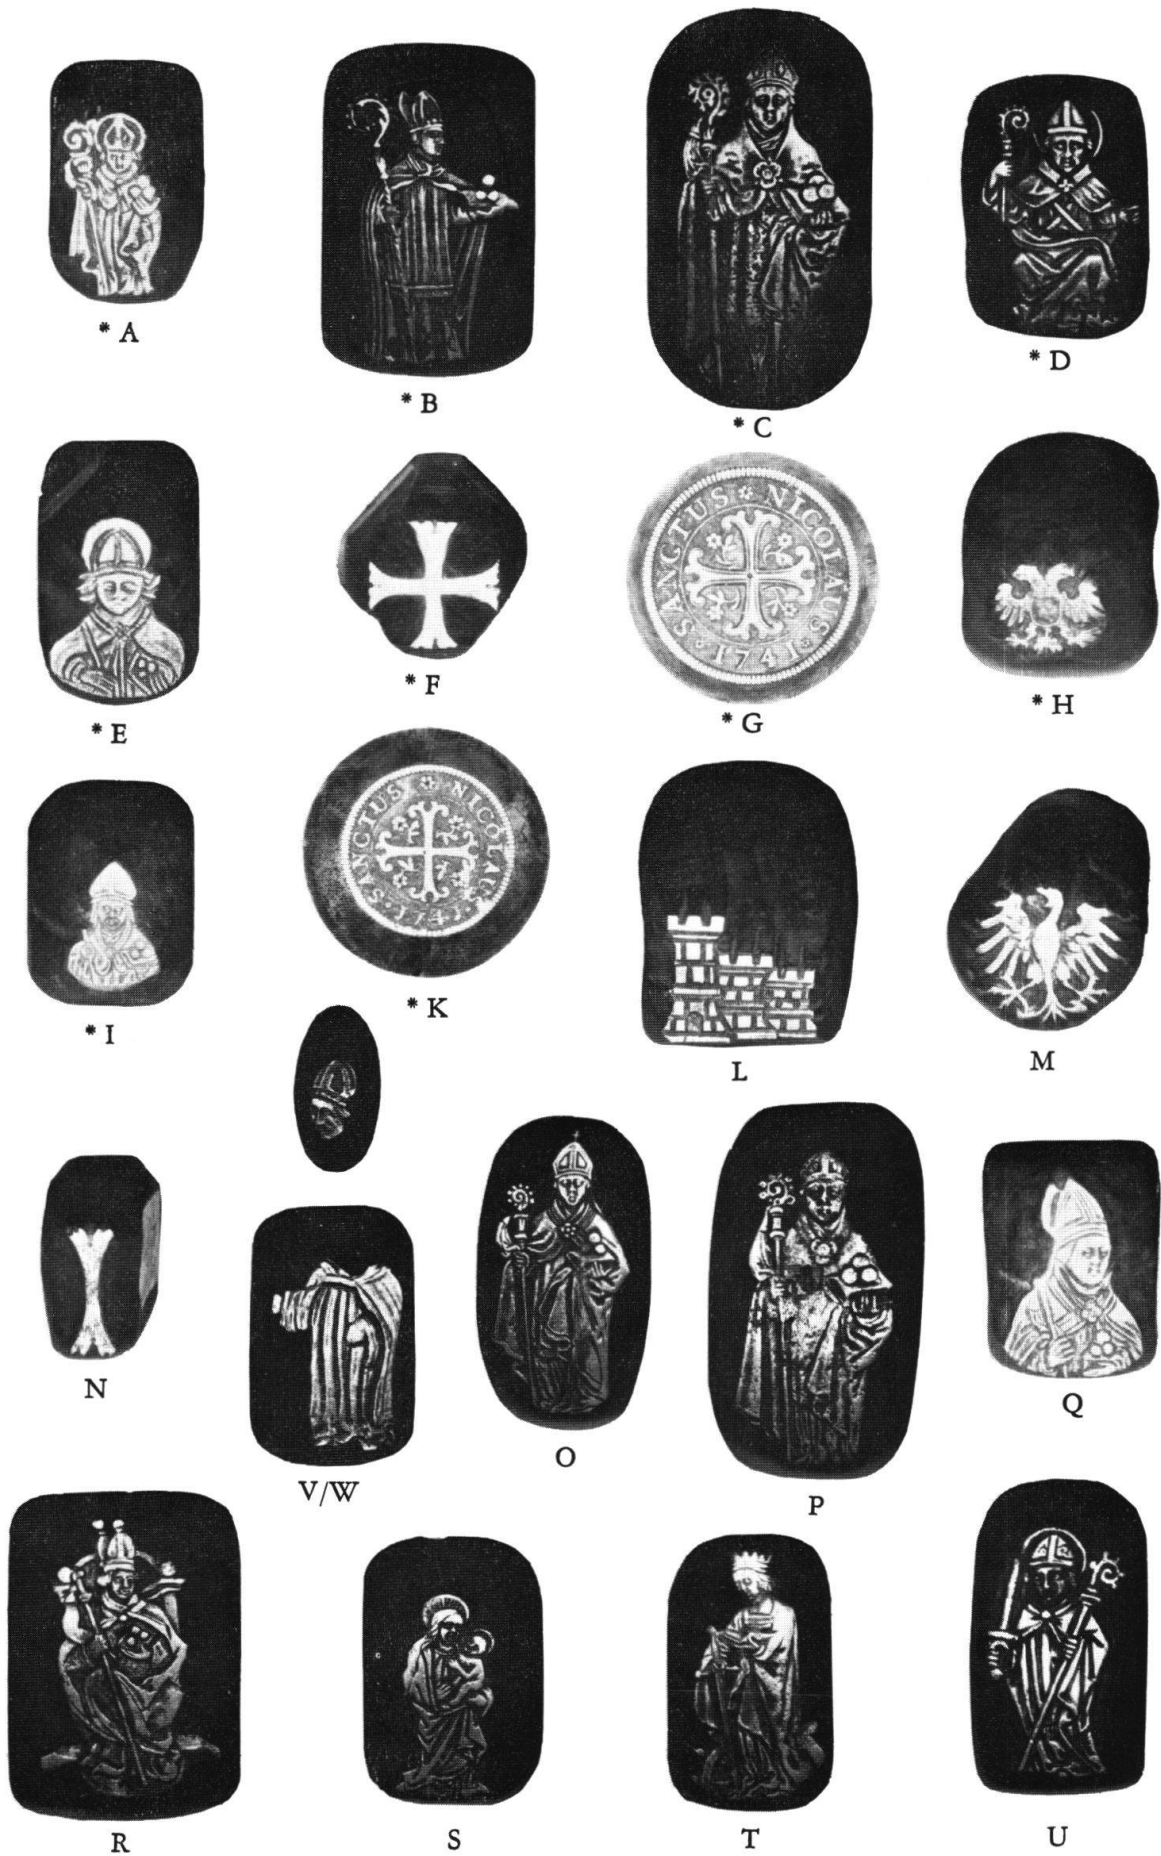 * A
* B
* C
* D
* E
* F
SANCTUS NICOLAUS 1741
* G
* H
* I
SANCTUS NICOLAUS 1741
* K
L
M
N
V/W
O
P
Q
R
S
T
U